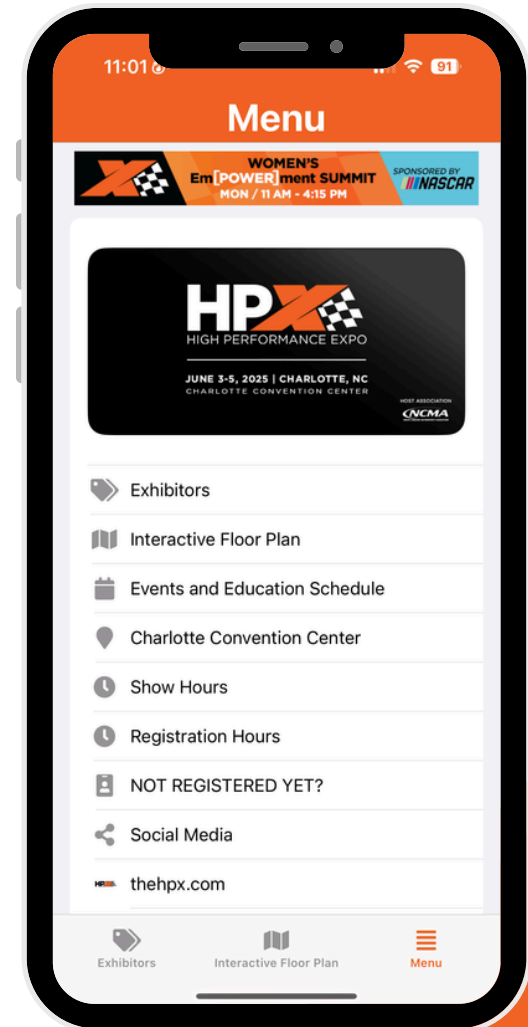 11:01
91
Menu
WOMEN'S
Em[POWER]ment SUMMIT
MON / 11 AM - 4:15 PM
SPONSORED BY
NASCAR
HPX
HIGH PERFORMANCE EXPO
JUNE 3-5, 2025 | CHARLOTTE, NC
CHARLOTTE CONVENTION CENTER
HOST ASSOCIATION
NCMA
Exhibitors
Interactive Floor Plan
Events and Education Schedule
Charlotte Convention Center
Show Hours
Registration Hours
NOT REGISTERED YET?
Social Media
HPX
thehpx.com
Exhibitors
Interactive Floor Plan
Menu